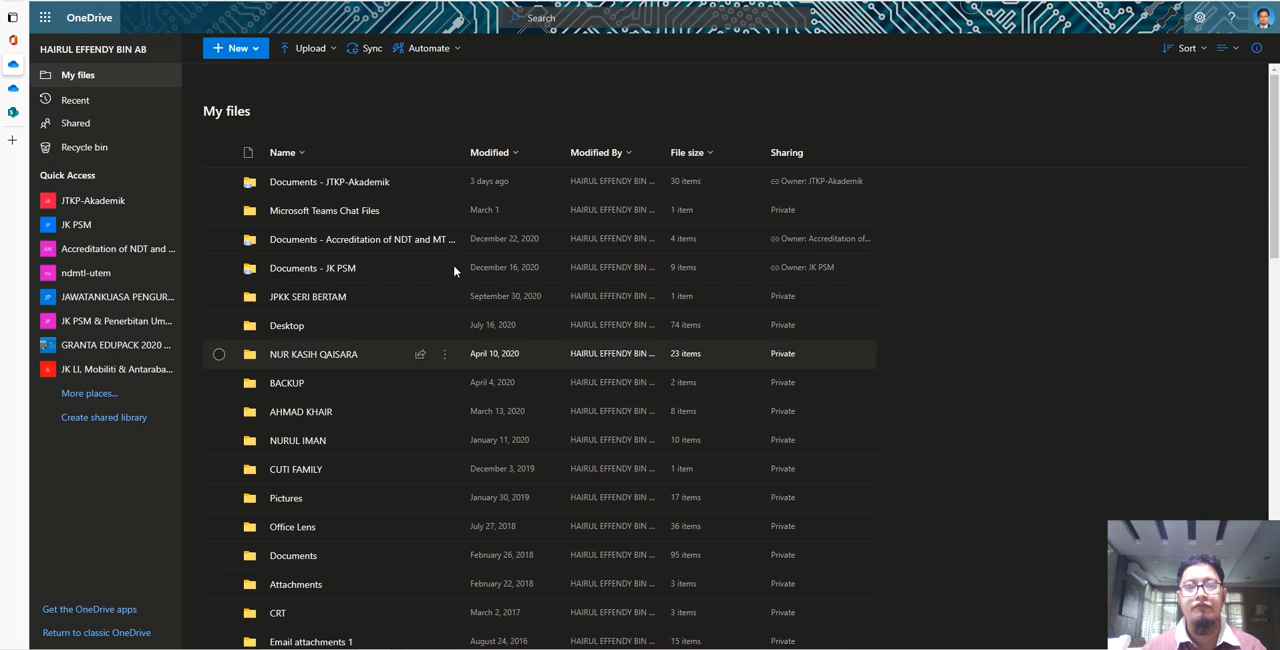 OneDrive
Search
HAIRUL EFFENDY BIN AB
New Upload Sync Automate Sort
My files
Recent
Shared
Recycle bin
Quick Access
JTKP-Akademik
JK PSM
Accreditation of NDT and ...
ndmtl-utem
JAWATANKUASA PENGUR...
JK PSM & Penerbitan Um...
GRANTA EDUPACK 2020 ...
JK LI, Mobiliti & Antaraba...
More places...
Create shared library
Get the OneDrive apps
Return to classic OneDrive
My files
Name Modified Modified By File size Sharing
Documents - JTKP-Akademik 3 days ago HAIRUL EFFENDY BIN ... 30 items Owner: JTKP-Akademik
Microsoft Teams Chat Files March 1 HAIRUL EFFENDY BIN ... 1 item Private
Documents - Accreditation of NDT and MT ... December 22, 2020 HAIRUL EFFENDY BIN ... 4 items Owner: Accreditation of...
Documents - JK PSM December 16, 2020 HAIRUL EFFENDY BIN ... 9 items Owner: JK PSM
JPKK SERI BERTAM September 30, 2020 HAIRUL EFFENDY BIN ... 1 item Private
Desktop July 16, 2020 HAIRUL EFFENDY BIN ... 74 items Private
NUR KASIH QAISARA April 10, 2020 HAIRUL EFFENDY BIN ... 23 items Private
BACKUP April 4, 2020 HAIRUL EFFENDY BIN ... 2 items Private
AHMAD KHAIR March 13, 2020 HAIRUL EFFENDY BIN ... 8 items Private
NURUL IMAN January 11, 2020 HAIRUL EFFENDY BIN ... 10 items Private
CUTI FAMILY December 3, 2019 HAIRUL EFFENDY BIN ... 1 item Private
Pictures January 30, 2019 HAIRUL EFFENDY BIN ... 17 items Private
Office Lens July 27, 2018 HAIRUL EFFENDY BIN ... 36 items Private
Documents February 26, 2018 HAIRUL EFFENDY BIN ... 95 items Private
Attachments February 22, 2018 HAIRUL EFFENDY BIN ... 3 items Private
CRT March 2, 2017 HAIRUL EFFENDY BIN ... 3 items Private
Email attachments 1 August 24, 2016 HAIRUL EFFENDY BIN ... 15 items Private